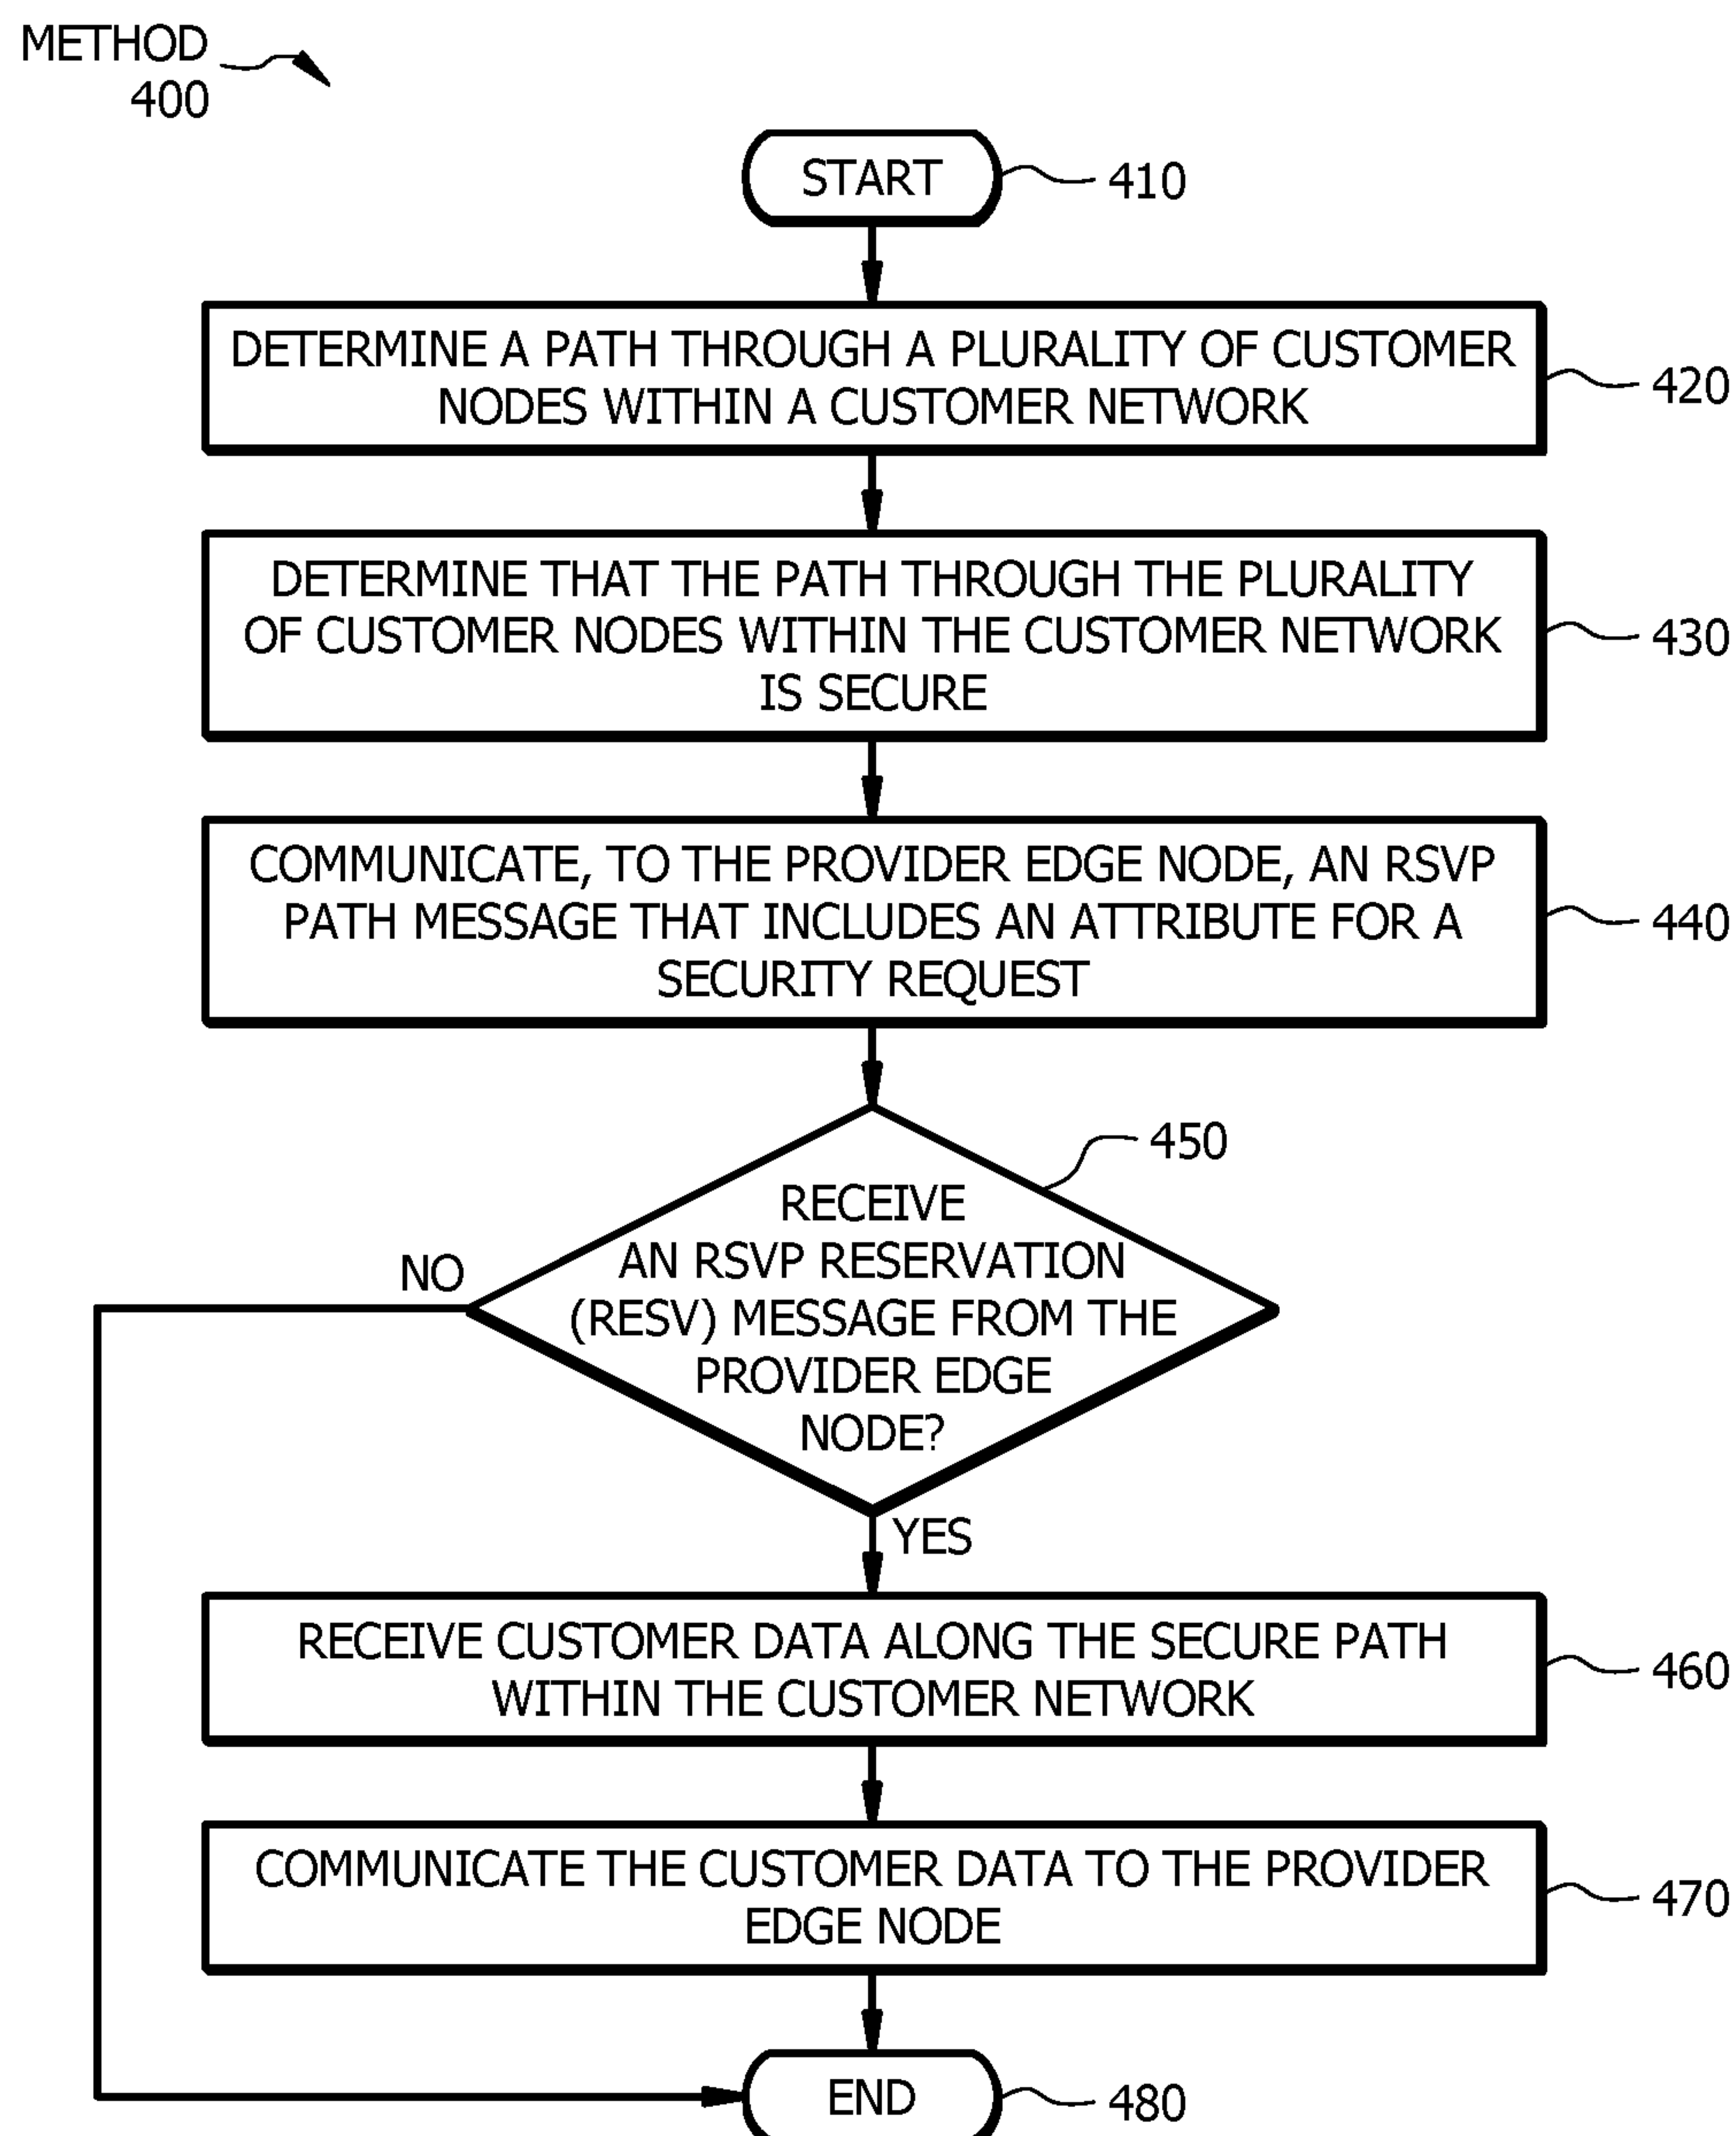 METHOD
400
START
410
DETERMINE A PATH THROUGH A PLURALITY OF CUSTOMER
NODES WITHIN A CUSTOMER NETWORK
420
DETERMINE THAT THE PATH THROUGH THE PLURALITY
OF CUSTOMER NODES WITHIN THE CUSTOMER NETWORK
IS SECURE
430
COMMUNICATE, TO THE PROVIDER EDGE NODE, AN RSVP
PATH MESSAGE THAT INCLUDES AN ATTRIBUTE FOR A
SECURITY REQUEST
440
450
RECEIVE
AN RSVP RESERVATION
(RESV) MESSAGE FROM THE
PROVIDER EDGE
NODE?
NO
YES
RECEIVE CUSTOMER DATA ALONG THE SECURE PATH
WITHIN THE CUSTOMER NETWORK
460
COMMUNICATE THE CUSTOMER DATA TO THE PROVIDER
EDGE NODE
470
END
480